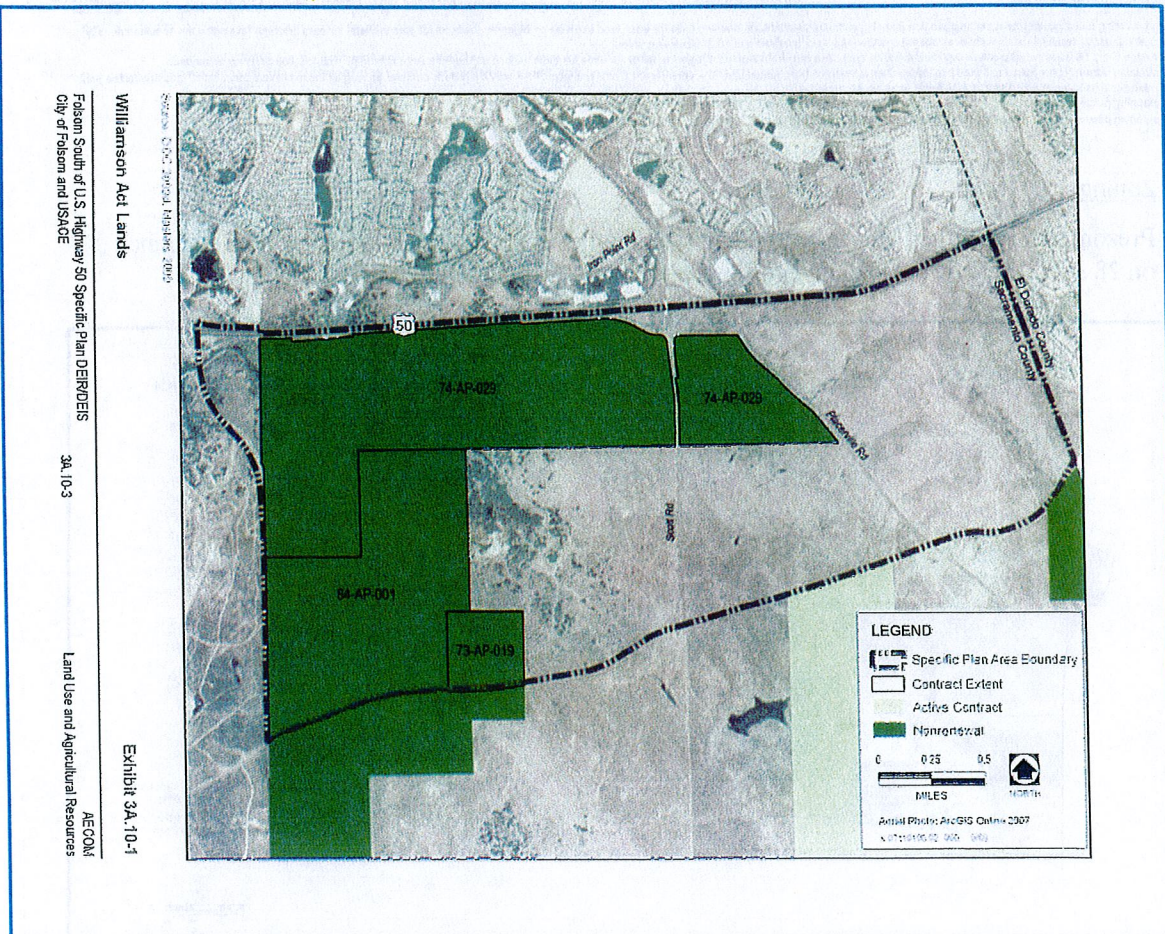 Iron Point Rd
El Dorado County
Sacramento County
50
74-AP-029
74-AP-029
Placerville Rd
Scott Rd
84-AP-001
73-AP-019
LEGEND
Specific Plan Area Boundary
Contract Extent
Active Contract
Nonrenewal
0 0.25 0.5
MILES
NORTH
Aerial Photo: ArcGIS Online 2007
Williamson Act Lands
Exhibit 3A.10-1
Folsom South of U.S. Highway 50 Specific Plan DEIR/DEIS
City of Folsom and USACE
3A.10-3
AECOM
Land Use and Agricultural Resources